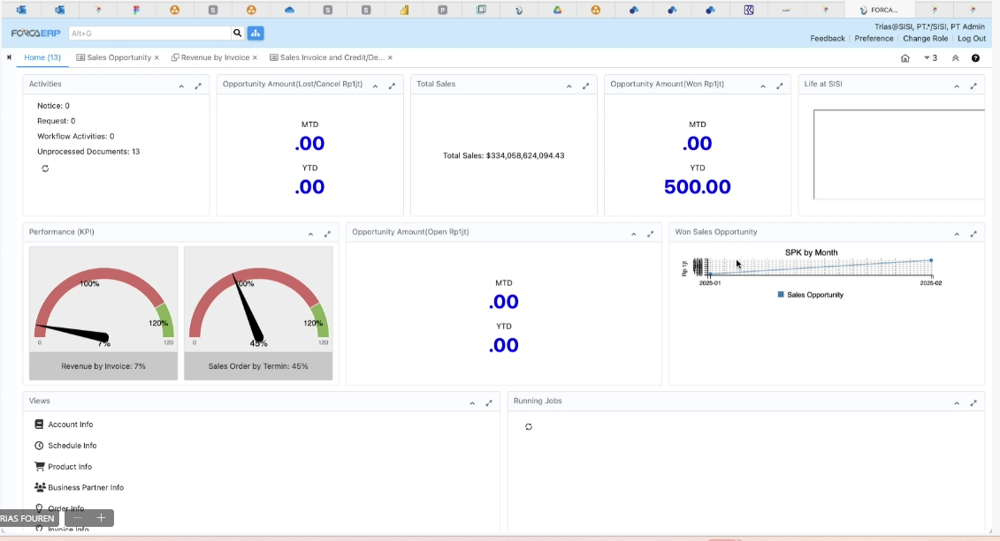 FORCA...
FORCAERP
Alt+G
Trias@SISI, PT.*/SISI, PT Admin
Feedback Preference Change Role Log Out
Home (13) Sales Opportunity × Revenue by Invoice × Sales Invoice and Credit/De... × 3
Activities
Notice: 0
Request: 0
Workflow Activities: 0
Unprocessed Documents: 13
Opportunity Amount(Lost/Cancel Rp1jt)
MTD
.00
YTD
.00
Total Sales
Total Sales: $334,058,624,094.43
Opportunity Amount(Won Rp1jt)
MTD
.00
YTD
500.00
Life at SISI
Performance (KPI)
100%
120%
0 7% 120
Revenue by Invoice: 7%
100%
120%
0 45% 120
Sales Order by Termin: 45%
Opportunity Amount(Open Rp1jt)
MTD
.00
YTD
.00
Won Sales Opportunity
SPK by Month
Rp 1jt
2025-01 2025-02
Sales Opportunity
Views
Account Info
Schedule Info
Product Info
Business Partner Info
Order Info
Invoice Info
Running Jobs
RIAS FOUREN